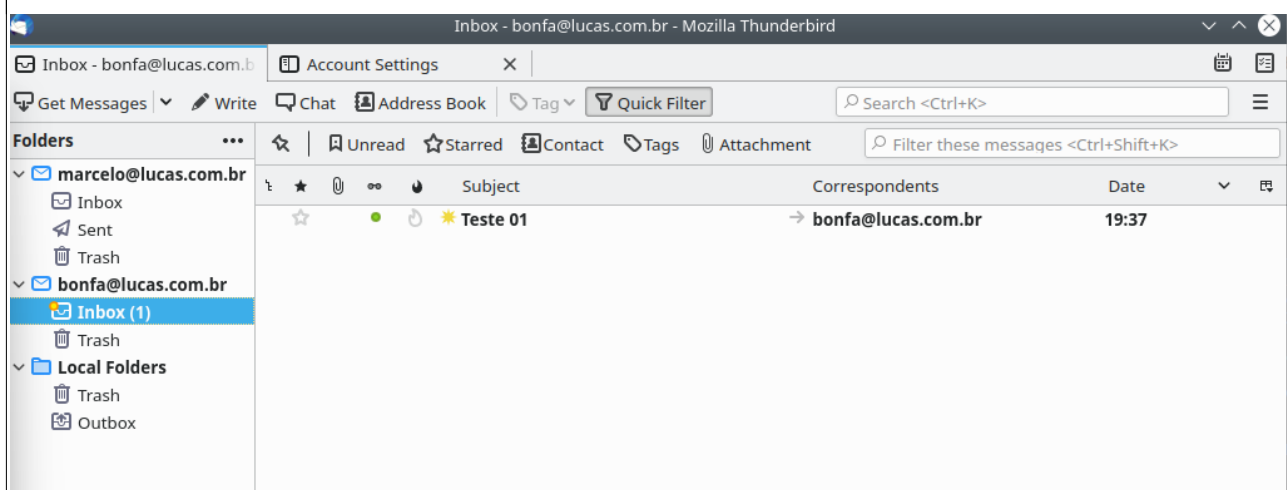 Inbox - bonfa@lucas.com.br - Mozilla Thunderbird
Inbox - bonfa@lucas.com.b Account Settings
Get Messages Write Chat Address Book Tag Quick Filter Search <Ctrl+K>
Folders Unread Starred Contact Tags Attachment Filter these messages <Ctrl+Shift+K>
marcelo@lucas.com.br Subject Correspondents Date
Inbox
Teste 01 bonfa@lucas.com.br 19:37
Sent
Trash
bonfa@lucas.com.br
Inbox (1)
Trash
Local Folders
Trash
Outbox